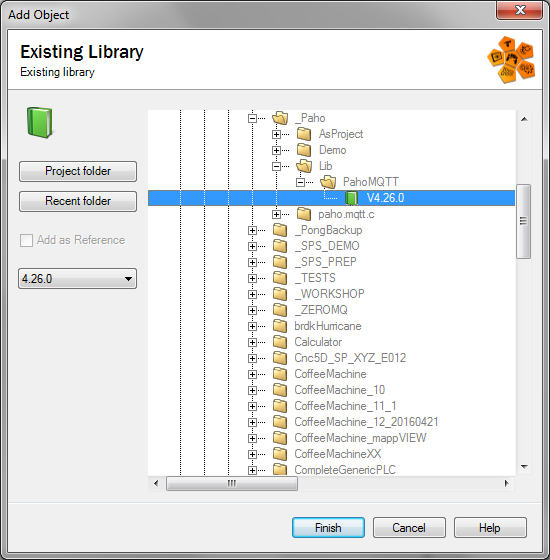 Add Object
Existing Library
Existing library
Project folder
Recent folder
Add as Reference
4.26.0
_Paho
AsProject
Demo
Lib
PahoMQTT
V4.26.0
paho.mqtt.c
_PongBackup
_SPS_DEMO
_SPS_PREP
_TESTS
_WORKSHOP
_ZEROMQ
brdkHurricane
Calculator
Cnc5D_SP_XYZ_E012
CoffeeMachine
CoffeeMachine_10
CoffeeMachine_11_1
CoffeeMachine_12_20160421
CoffeeMachine_mappVIEW
CoffeeMachineXX
CompleteGenericPLC
Finish
Cancel
Help